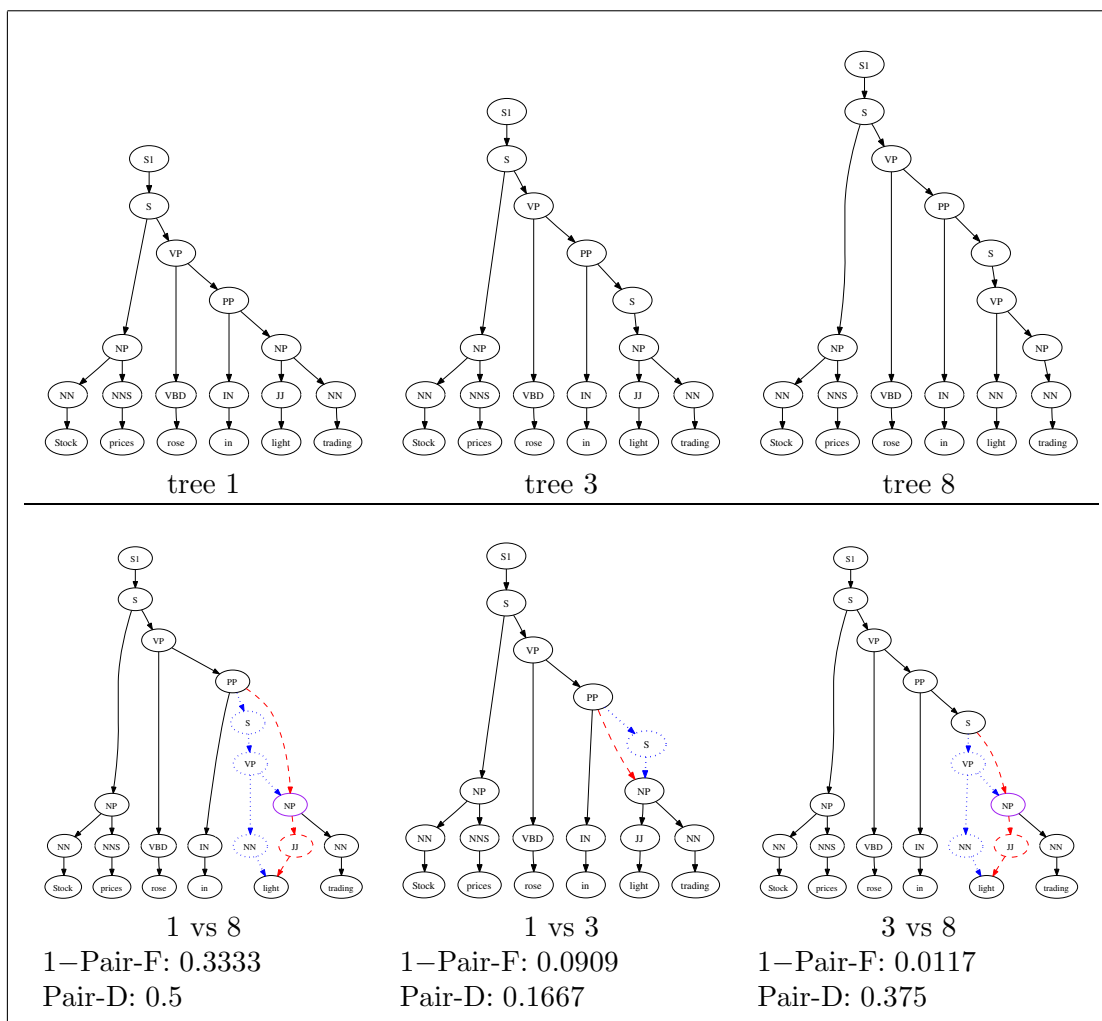 S1
S
VP
PP
NP NP
NN NNS VBD IN JJ NN
Stock prices rose in light trading
tree 1
S1
S
VP
PP
S
NP NP
NN NNS VBD IN JJ NN
Stock prices rose in light trading
tree 3
S1
S
VP
PP
S
VP
NP NP
NN NNS VBD IN NN NN
Stock prices rose in light trading
tree 8
S1
S
VP
PP
S
VP
NP NP
NN NNS VBD IN NN JJ NN
Stock prices rose in light trading
1 vs 8
1−Pair-F: 0.3333
Pair-D: 0.5
S1
S
VP
PP
S
NP NP
NN NNS VBD IN JJ NN
Stock prices rose in light trading
1 vs 3
1−Pair-F: 0.0909
Pair-D: 0.1667
S1
S
VP
PP
S
VP
NP NP
NN NNS VBD IN NN JJ NN
Stock prices rose in light trading
3 vs 8
1−Pair-F: 0.0117
Pair-D: 0.375